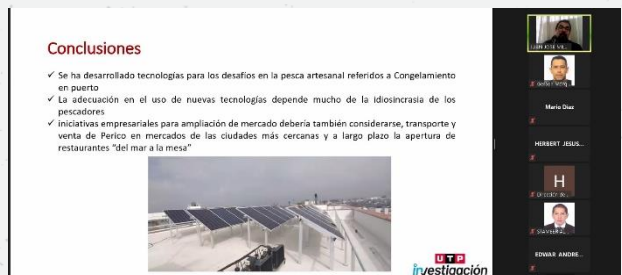 Conclusiones
✓ Se ha desarrollado tecnologías para los desafíos en la pesca artesanal referidos a Congelamiento
en puerto
✓ La adecuación en el uso de nuevas tecnologías depende mucho de la idiosincrasia de los
pescadores
✓ iniciativas empresariales para ampliación de mercado debería también considerarse, transporte y
venta de Perico en mercados de las ciudades más cercanas y a largo plazo la apertura de
restaurantes "del mar a la mesa"
UTP
investigación
Mario Diaz
HERBERT JESUS...
H
EDWAR ANDRE...